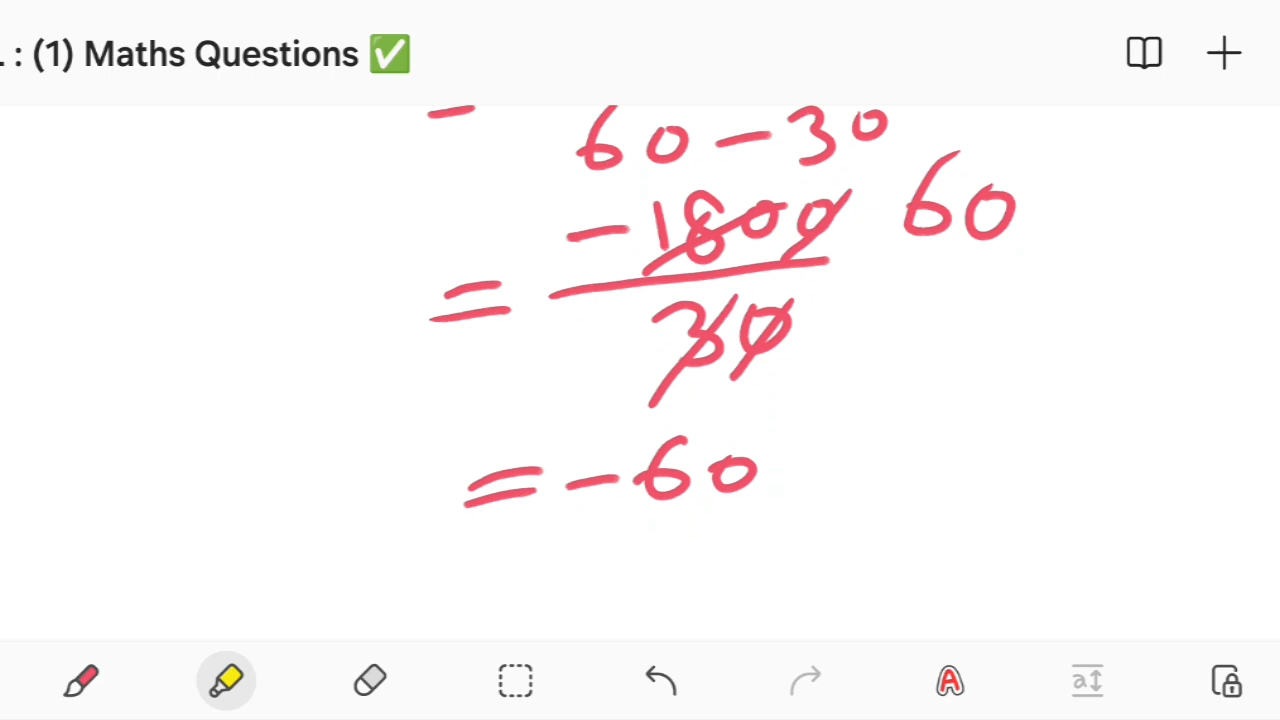 . : (1) Maths Questions ✅
60 - 30
= -1800 60
30
= -60
A
a